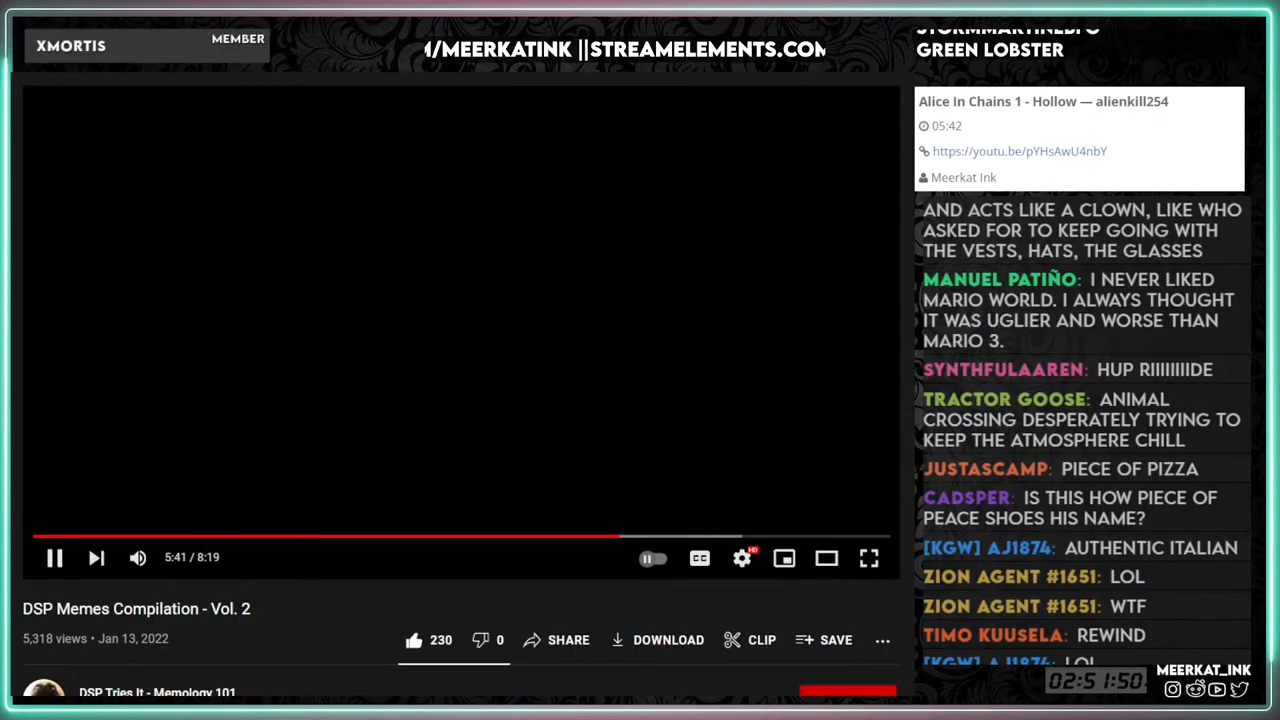 XMORTIS
MEMBER
/MEERKATINK ||STREAMELEMENTS.COM
GREEN LOBSTER
Alice In Chains 1 - Hollow — alienkill254
05:42
https://youtu.be/pYHsAwU4nbY
Meerkat Ink
AND ACTS LIKE A CLOWN, LIKE WHO
ASKED FOR TO KEEP GOING WITH
THE VESTS, HATS, THE GLASSES
MANUEL PATIÑO: I NEVER LIKED
MARIO WORLD. I ALWAYS THOUGHT
IT WAS UGLIER AND WORSE THAN
MARIO 3.
SYNTHFULAAREN: HUP RIIIIIIIIDE
TRACTOR GOOSE: ANIMAL
CROSSING DESPERATELY TRYING TO
KEEP THE ATMOSPHERE CHILL
JUSTASCAMP: PIECE OF PIZZA
CADSPER: IS THIS HOW PIECE OF
PEACE SHOES HIS NAME?
[KGW] AJ1874: AUTHENTIC ITALIAN
ZION AGENT #1651: LOL
ZION AGENT #1651: WTF
TIMO KUUSELA: REWIND
[KGW] AJ1874: LOL
5:41 / 8:19
CC
HD
DSP Memes Compilation - Vol. 2
5,318 views • Jan 13, 2022
230
0
SHARE
DOWNLOAD
CLIP
SAVE
DSP Tries It - Memology 101
02:51:50
MEERKAT_INK